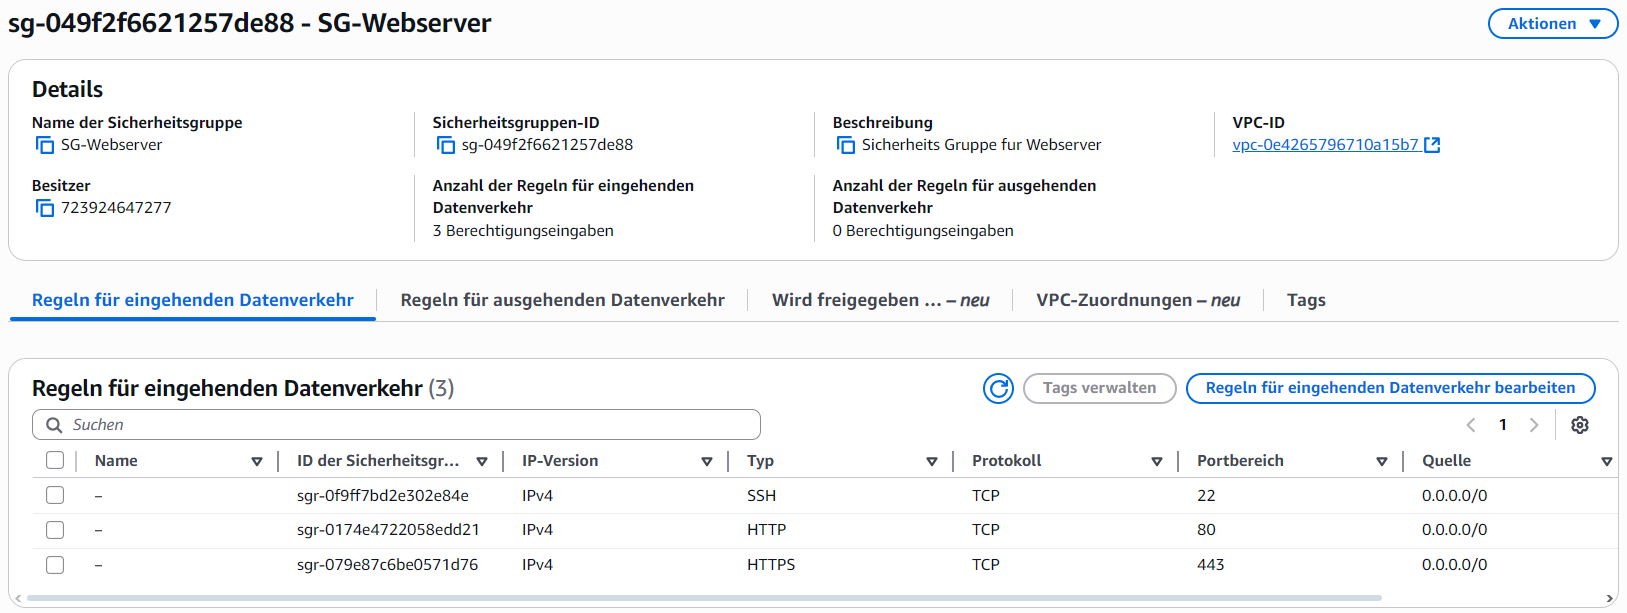 sg-049f2f6621257de88 - SG-Webserver
Aktionen
Details
Name der Sicherheitsgruppe
SG-Webserver
Sicherheitsgruppen-ID
sg-049f2f6621257de88
Beschreibung
Sicherheits Gruppe fur Webserver
VPC-ID
vpc-0e4265796710a15b7
Besitzer
723924647277
Anzahl der Regeln für eingehenden
Datenverkehr
3 Berechtigungseingaben
Anzahl der Regeln für ausgehenden
Datenverkehr
0 Berechtigungseingaben
Regeln für eingehenden Datenverkehr
Regeln für ausgehenden Datenverkehr
Wird freigegeben ... – neu
VPC-Zuordnungen – neu
Tags
Regeln für eingehenden Datenverkehr (3)
Tags verwalten
Regeln für eingehenden Datenverkehr bearbeiten
Suchen
1
Name ID der Sicherheitsgr... IP-Version Typ Protokoll Portbereich Quelle
– sgr-0f9ff7bd2e302e84e IPv4 SSH TCP 22 0.0.0.0/0
– sgr-0174e4722058edd21 IPv4 HTTP TCP 80 0.0.0.0/0
– sgr-079e87c6be0571d76 IPv4 HTTPS TCP 443 0.0.0.0/0